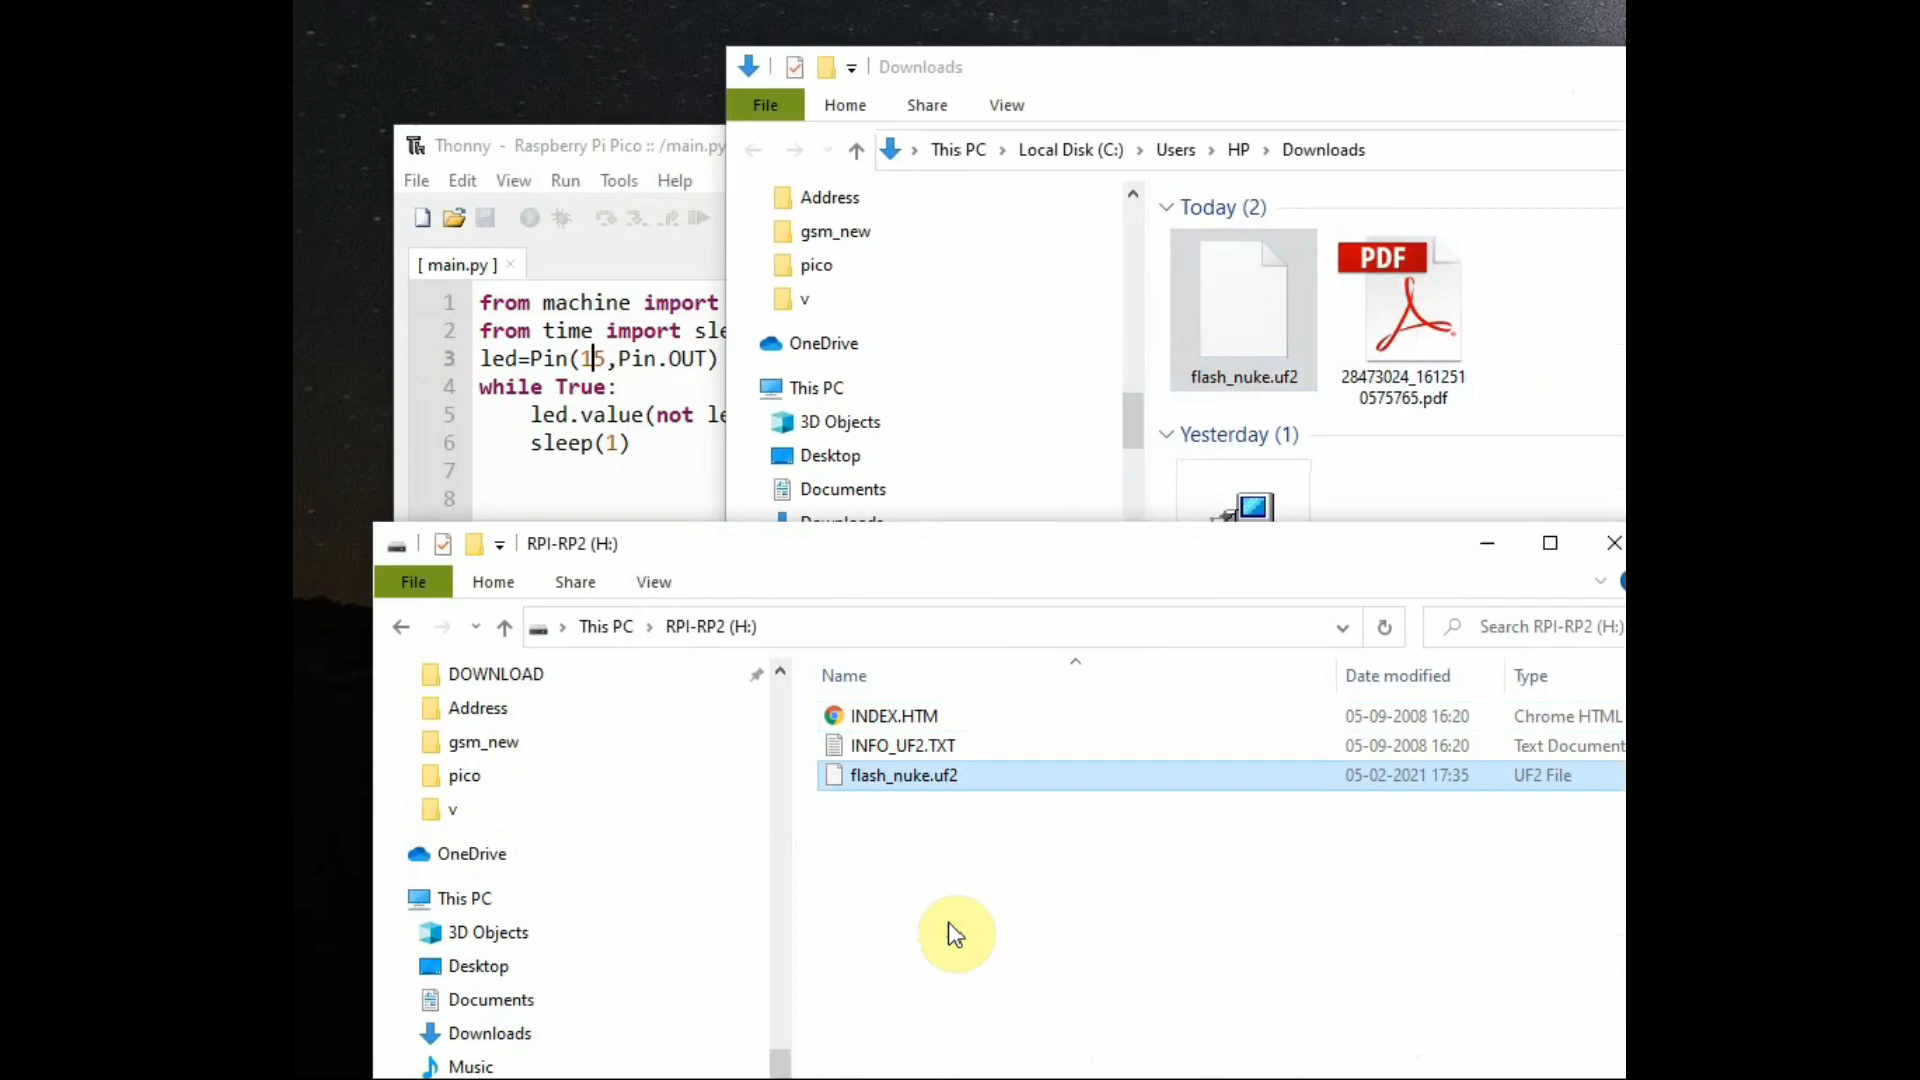 Downloads
File Home Share View
This PC Local Disk (C:) Users HP Downloads
Address
gsm_new
pico
v
OneDrive
This PC
3D Objects
Desktop
Documents
Downloads
Today (2)
flash_nuke.uf2
PDF
28473024_161251
0575765.pdf
Yesterday (1)
Thonny - Raspberry Pi Pico :: /main.py
File Edit View Run Tools Help
[ main.py ]
1 from machine import
2 from time import sle
3 led=Pin(15,Pin.OUT)
4 while True:
5 led.value(not le
6 sleep(1)
7
8
RPI-RP2 (H:)
File Home Share View
This PC RPI-RP2 (H:)
Search RPI-RP2 (H:)
DOWNLOAD
Address
gsm_new
pico
v
OneDrive
This PC
3D Objects
Desktop
Documents
Downloads
Music
Name Date modified Type
INDEX.HTM 05-09-2008 16:20 Chrome HTML
INFO_UF2.TXT 05-09-2008 16:20 Text Document
flash_nuke.uf2 05-02-2021 17:35 UF2 File